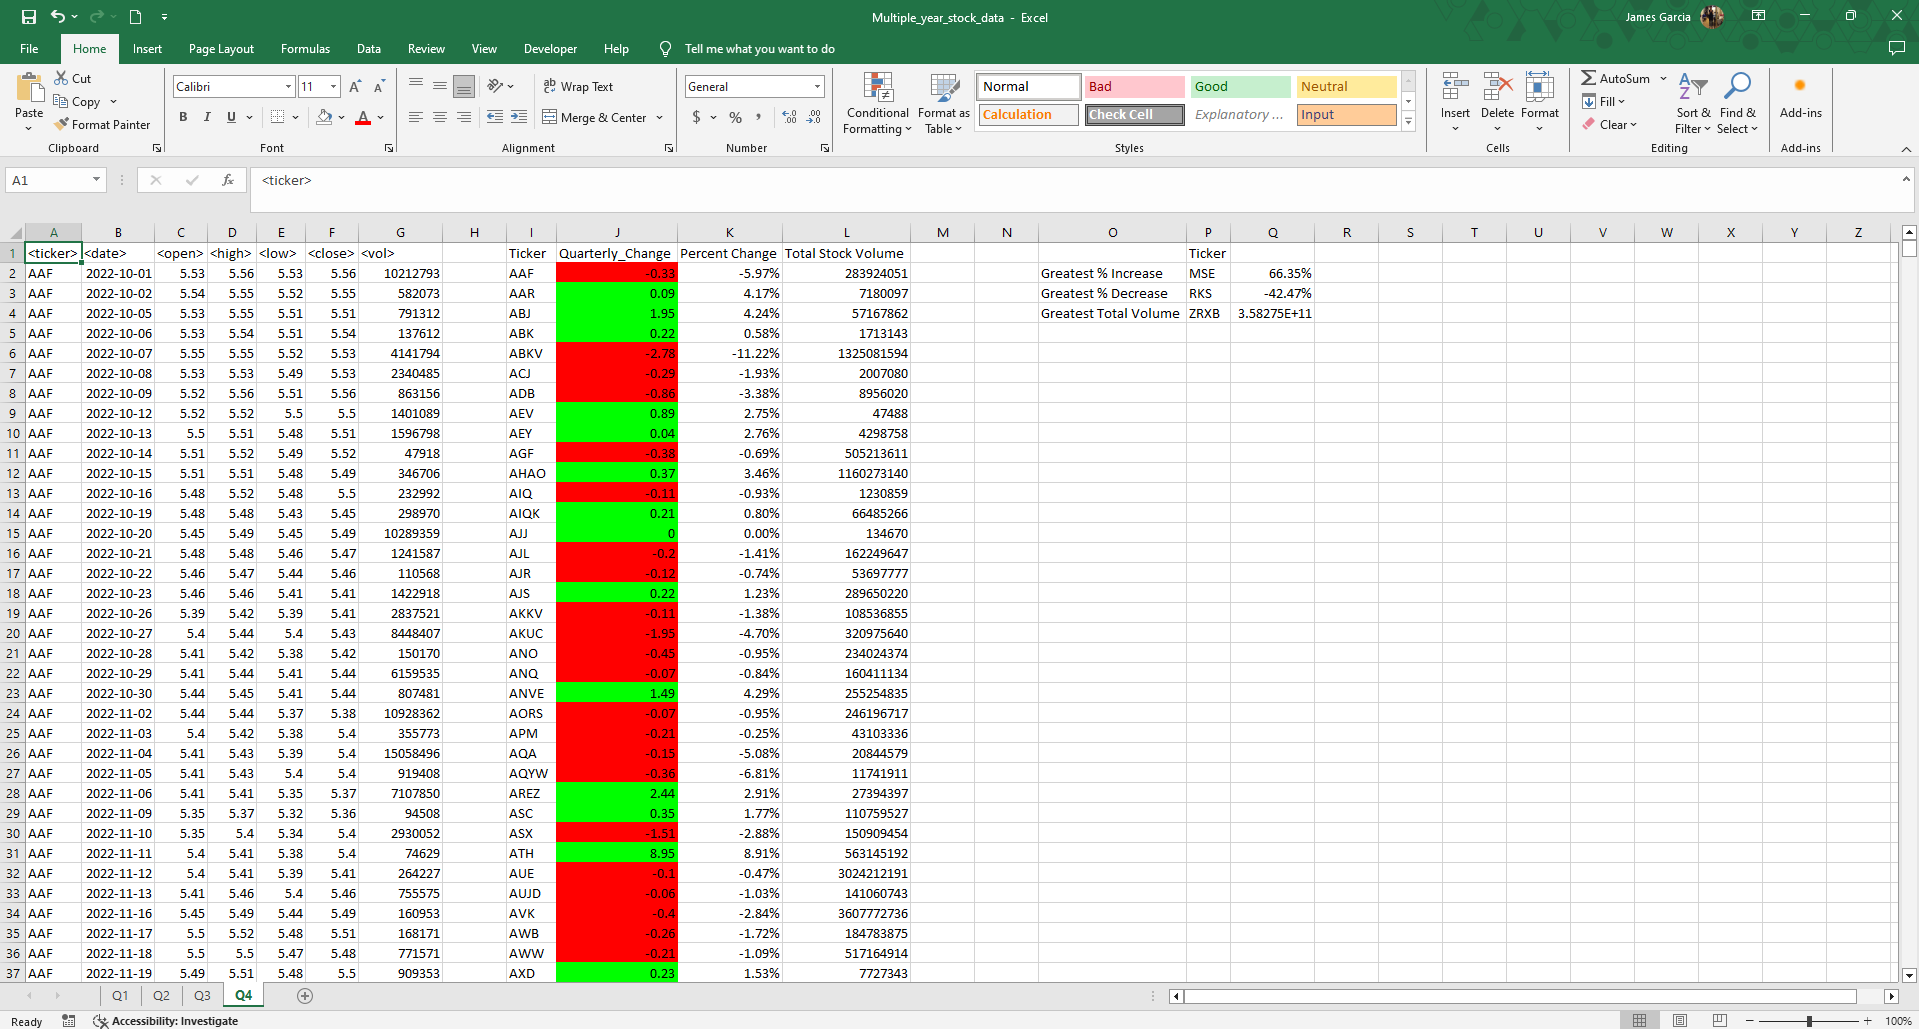 Multiple_year_stock_data - Excel
James Garcia
File Home Insert Page Layout Formulas Data Review View Developer Help Tell me what you want to do
Paste
Cut
Copy
Format Painter
Clipboard
Calibri 11
B I U A
Font
Wrap Text
Merge & Center
Alignment
General
$ % ,
Number
Conditional Formatting
Format as Table
Normal Bad Good Neutral
Calculation Check Cell Explanatory ... Input
Styles
Insert Delete Format
Cells
AutoSum
Fill
Clear
Sort & Filter
Find & Select
Editing
Add-ins
Add-ins
A1 fx <ticker>
A B C D E F G H I J K L M N O P Q R S T U V W X Y Z
1 <ticker> <date> <open> <high> <low> <close> <vol> Ticker Quarterly_Change Percent Change Total Stock Volume Ticker
2 AAF 2022-10-01 5.53 5.56 5.53 5.56 10212793 AAF -0.33 -5.97% 283924051 Greatest % Increase MSE 66.35%
3 AAF 2022-10-02 5.54 5.55 5.52 5.55 582073 AAR 0.09 4.17% 7180097 Greatest % Decrease RKS -42.47%
4 AAF 2022-10-05 5.53 5.55 5.51 5.51 791312 ABJ 1.95 4.24% 57167862 Greatest Total Volume ZRXB 3.58275E+11
5 AAF 2022-10-06 5.53 5.54 5.51 5.54 137612 ABK 0.22 0.58% 1713143
6 AAF 2022-10-07 5.55 5.55 5.52 5.53 4141794 ABKV -2.78 -11.22% 1325081594
7 AAF 2022-10-08 5.53 5.53 5.49 5.53 2340485 ACJ -0.29 -1.93% 2007080
8 AAF 2022-10-09 5.52 5.56 5.51 5.56 863156 ADB -0.86 -3.38% 8956020
9 AAF 2022-10-12 5.52 5.52 5.5 5.5 1401089 AEV 0.89 2.75% 47488
10 AAF 2022-10-13 5.5 5.51 5.48 5.51 1596798 AEY 0.04 2.76% 4298758
11 AAF 2022-10-14 5.51 5.52 5.49 5.52 47918 AGF -0.38 -0.69% 505213611
12 AAF 2022-10-15 5.51 5.51 5.48 5.49 346706 AHAO 0.37 3.46% 1160273140
13 AAF 2022-10-16 5.48 5.52 5.48 5.5 232992 AIQ -0.11 -0.93% 1230859
14 AAF 2022-10-19 5.48 5.48 5.43 5.45 298970 AIQK 0.21 0.80% 66485266
15 AAF 2022-10-20 5.45 5.49 5.45 5.49 10289359 AJJ 0 0.00% 134670
16 AAF 2022-10-21 5.48 5.48 5.46 5.47 1241587 AJL -0.2 -1.41% 162249647
17 AAF 2022-10-22 5.46 5.47 5.44 5.46 110568 AJR -0.12 -0.74% 53697777
18 AAF 2022-10-23 5.46 5.46 5.41 5.41 1422918 AJS 0.22 1.23% 289650220
19 AAF 2022-10-26 5.39 5.42 5.39 5.41 2837521 AKKV -0.11 -1.38% 108536855
20 AAF 2022-10-27 5.4 5.44 5.4 5.43 8448407 AKUC -1.95 -4.70% 320975640
21 AAF 2022-10-28 5.41 5.42 5.38 5.42 150170 ANO -0.45 -0.95% 234024374
22 AAF 2022-10-29 5.41 5.44 5.41 5.44 6159535 ANQ -0.07 -0.84% 160411134
23 AAF 2022-10-30 5.44 5.45 5.41 5.44 807481 ANVE 1.49 4.29% 255254835
24 AAF 2022-11-02 5.44 5.44 5.37 5.38 10928362 AORS -0.07 -0.95% 246196717
25 AAF 2022-11-03 5.4 5.42 5.38 5.4 355773 APM -0.21 -0.25% 43103336
26 AAF 2022-11-04 5.41 5.43 5.39 5.4 15058496 AQA -0.15 -5.08% 20844579
27 AAF 2022-11-05 5.41 5.43 5.4 5.4 919408 AQYW -0.36 -6.81% 11741911
28 AAF 2022-11-06 5.41 5.41 5.35 5.37 7107850 AREZ 2.44 2.91% 27394397
29 AAF 2022-11-09 5.35 5.37 5.32 5.36 94508 ASC 0.35 1.77% 110759527
30 AAF 2022-11-10 5.35 5.4 5.34 5.4 2930052 ASX -1.51 -2.88% 150909454
31 AAF 2022-11-11 5.4 5.41 5.38 5.4 74629 ATH 8.95 8.91% 563145192
32 AAF 2022-11-12 5.4 5.41 5.39 5.41 264227 AUE -0.1 -0.47% 3024212191
33 AAF 2022-11-13 5.41 5.46 5.4 5.46 755575 AUJD -0.06 -1.03% 141060743
34 AAF 2022-11-16 5.45 5.49 5.44 5.49 160953 AVK -0.4 -2.84% 3607772736
35 AAF 2022-11-17 5.5 5.52 5.48 5.51 168171 AWB -0.26 -1.72% 184783875
36 AAF 2022-11-18 5.5 5.5 5.47 5.48 771571 AWW -0.21 -1.09% 517164914
37 AAF 2022-11-19 5.49 5.51 5.48 5.5 909353 AXD 0.23 1.53% 7727343
Q1 Q2 Q3 Q4
Ready Accessibility: Investigate 100%